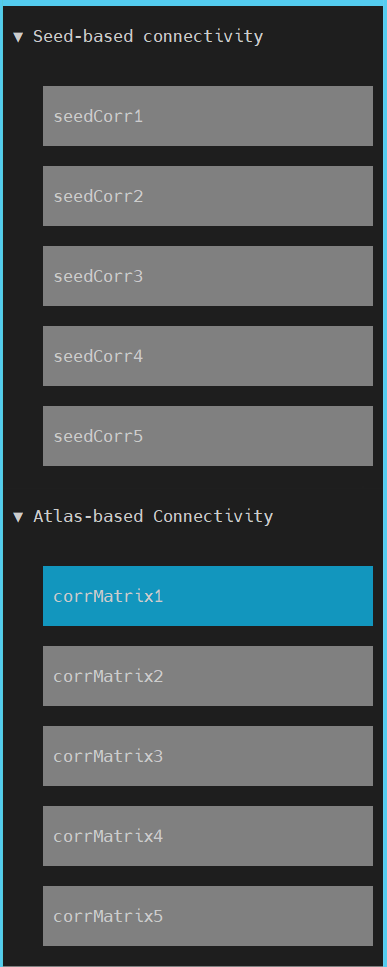 ▼ Seed-based connectivity
seedCorr1
seedCorr2
seedCorr3
seedCorr4
seedCorr5
▼ Atlas-based Connectivity
corrMatrix1
corrMatrix2
corrMatrix3
corrMatrix4
corrMatrix5